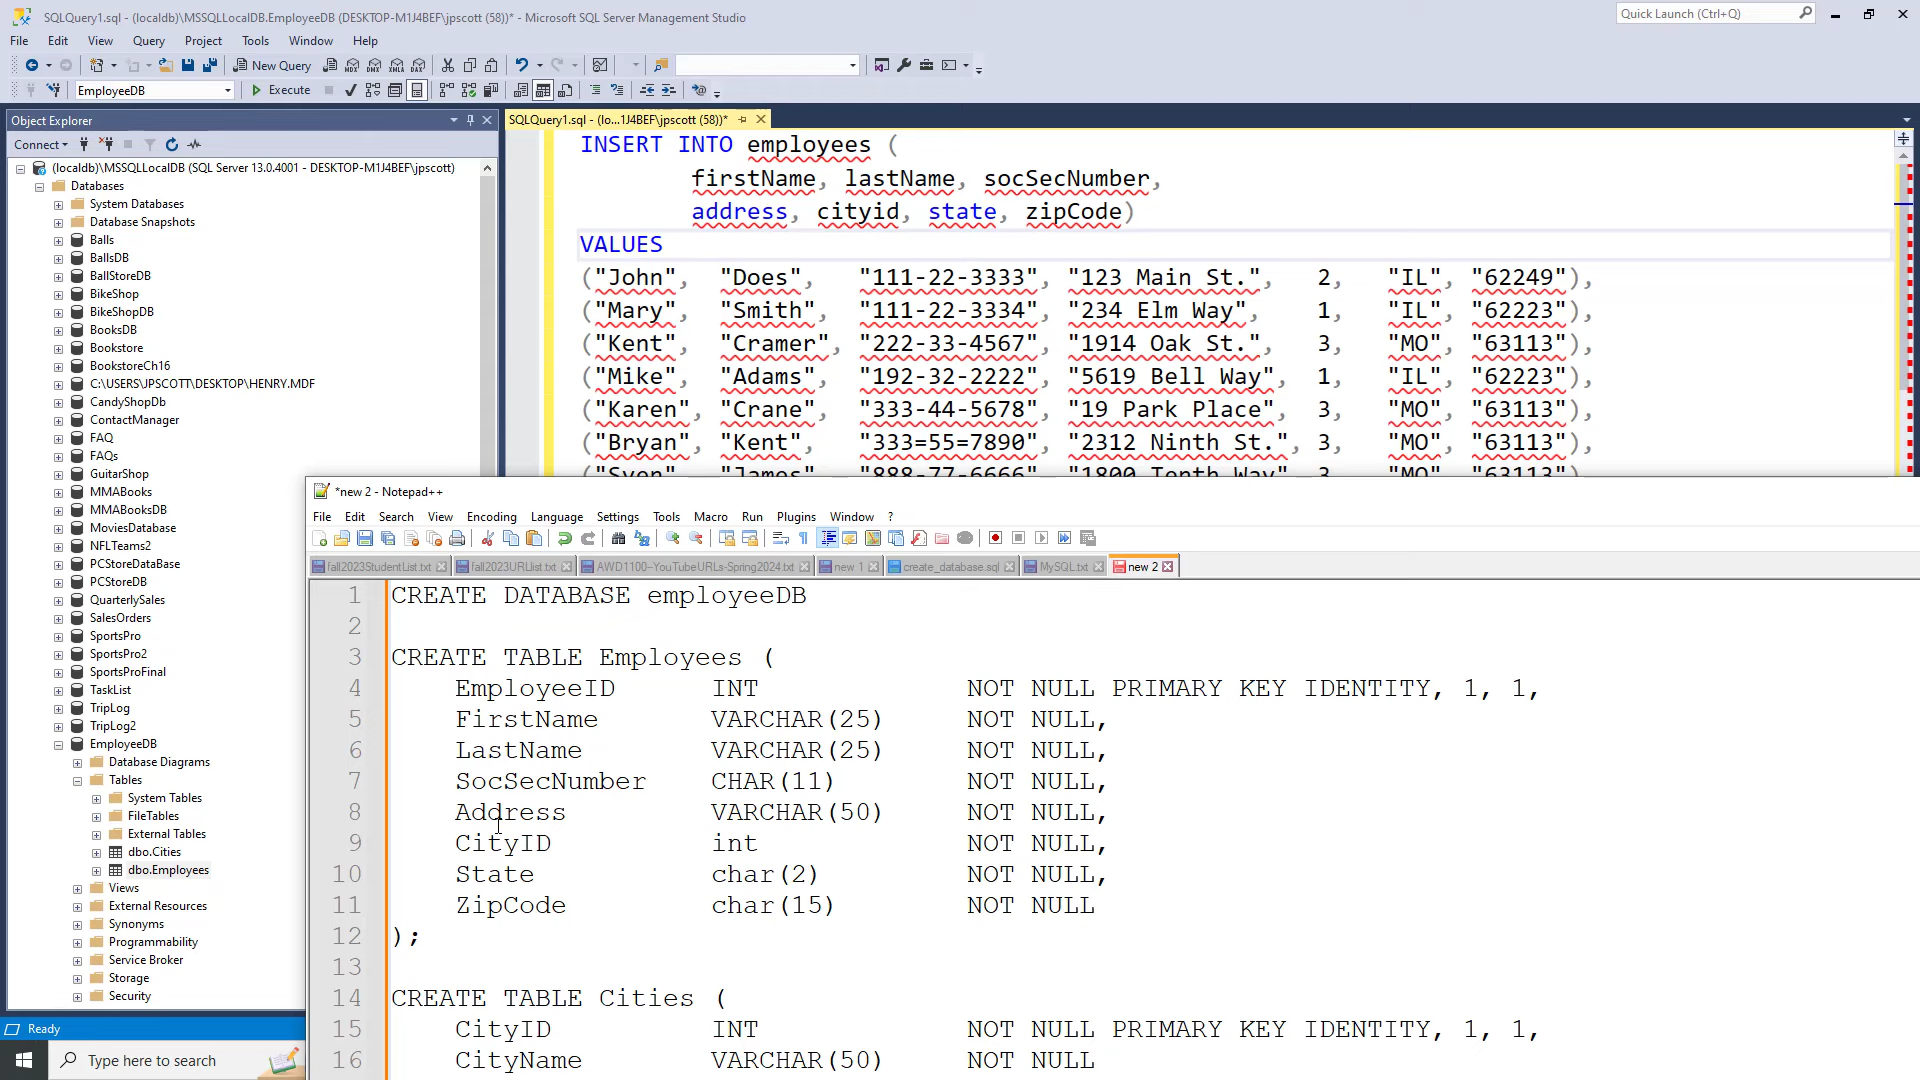 SQLQuery1.sql - (localdb)\MSSQLLocalDB.EmployeeDB (DESKTOP-M1J4BEF\jpscott (58))* - Microsoft SQL Server Management Studio
Quick Launch (Ctrl+Q)
File Edit View Query Project Tools Window Help
New Query
EmployeeDB
Execute
Object Explorer
Connect
(localdb)\MSSQLLocalDB (SQL Server 13.0.4001 - DESKTOP-M1J4BEF\jpscott)
Databases
System Databases
Database Snapshots
Balls
BallsDB
BallStoreDB
BikeShop
BikeShopDB
BooksDB
Bookstore
BookstoreCh16
C:\USERS\JPSCOTT\DESKTOP\HENRY.MDF
CandyShopDb
ContactManager
FAQ
FAQs
GuitarShop
MMABooks
MMABooksDB
MoviesDatabase
NFLTeams2
PCStoreDataBase
PCStoreDB
QuarterlySales
SalesOrders
SportsPro
SportsPro2
SportsProFinal
TaskList
TripLog
TripLog2
EmployeeDB
Database Diagrams
Tables
System Tables
FileTables
External Tables
dbo.Cities
dbo.Employees
Views
External Resources
Synonyms
Programmability
Service Broker
Storage
Security
Ready
Type here to search
SQLQuery1.sql - (lo...1J4BEF\jpscott (58))*
INSERT INTO employees (
firstName, lastName, socSecNumber,
address, cityid, state, zipCode)
VALUES
("John", "Does", "111-22-3333", "123 Main St.", 2, "IL", "62249"),
("Mary", "Smith", "111-22-3334", "234 Elm Way", 1, "IL", "62223"),
("Kent", "Cramer", "222-33-4567", "1914 Oak St.", 3, "MO", "63113"),
("Mike", "Adams", "192-32-2222", "5619 Bell Way", 1, "IL", "62223"),
("Karen", "Crane", "333-44-5678", "19 Park Place", 3, "MO", "63113"),
("Bryan", "Kent", "333=55=7890", "2312 Ninth St.", 3, "MO", "63113"),
("Sven", "James", "888-77-6666", "1800 Tenth Way", 3, "MO", "63113"),
*new 2 - Notepad++
File Edit Search View Encoding Language Settings Tools Macro Run Plugins Window ?
fall2023StudentList.txt fall2023URLlist.txt AWD1100--YouTubeURLs-Spring2024.txt new 1 create_database.sql MySQL.txt new 2
1 CREATE DATABASE employeeDB
2
3 CREATE TABLE Employees (
4 EmployeeID INT NOT NULL PRIMARY KEY IDENTITY, 1, 1,
5 FirstName VARCHAR(25) NOT NULL,
6 LastName VARCHAR(25) NOT NULL,
7 SocSecNumber CHAR(11) NOT NULL,
8 Address VARCHAR(50) NOT NULL,
9 CityID int NOT NULL,
10 State char(2) NOT NULL,
11 ZipCode char(15) NOT NULL
12 );
13
14 CREATE TABLE Cities (
15 CityID INT NOT NULL PRIMARY KEY IDENTITY, 1, 1,
16 CityName VARCHAR(50) NOT NULL